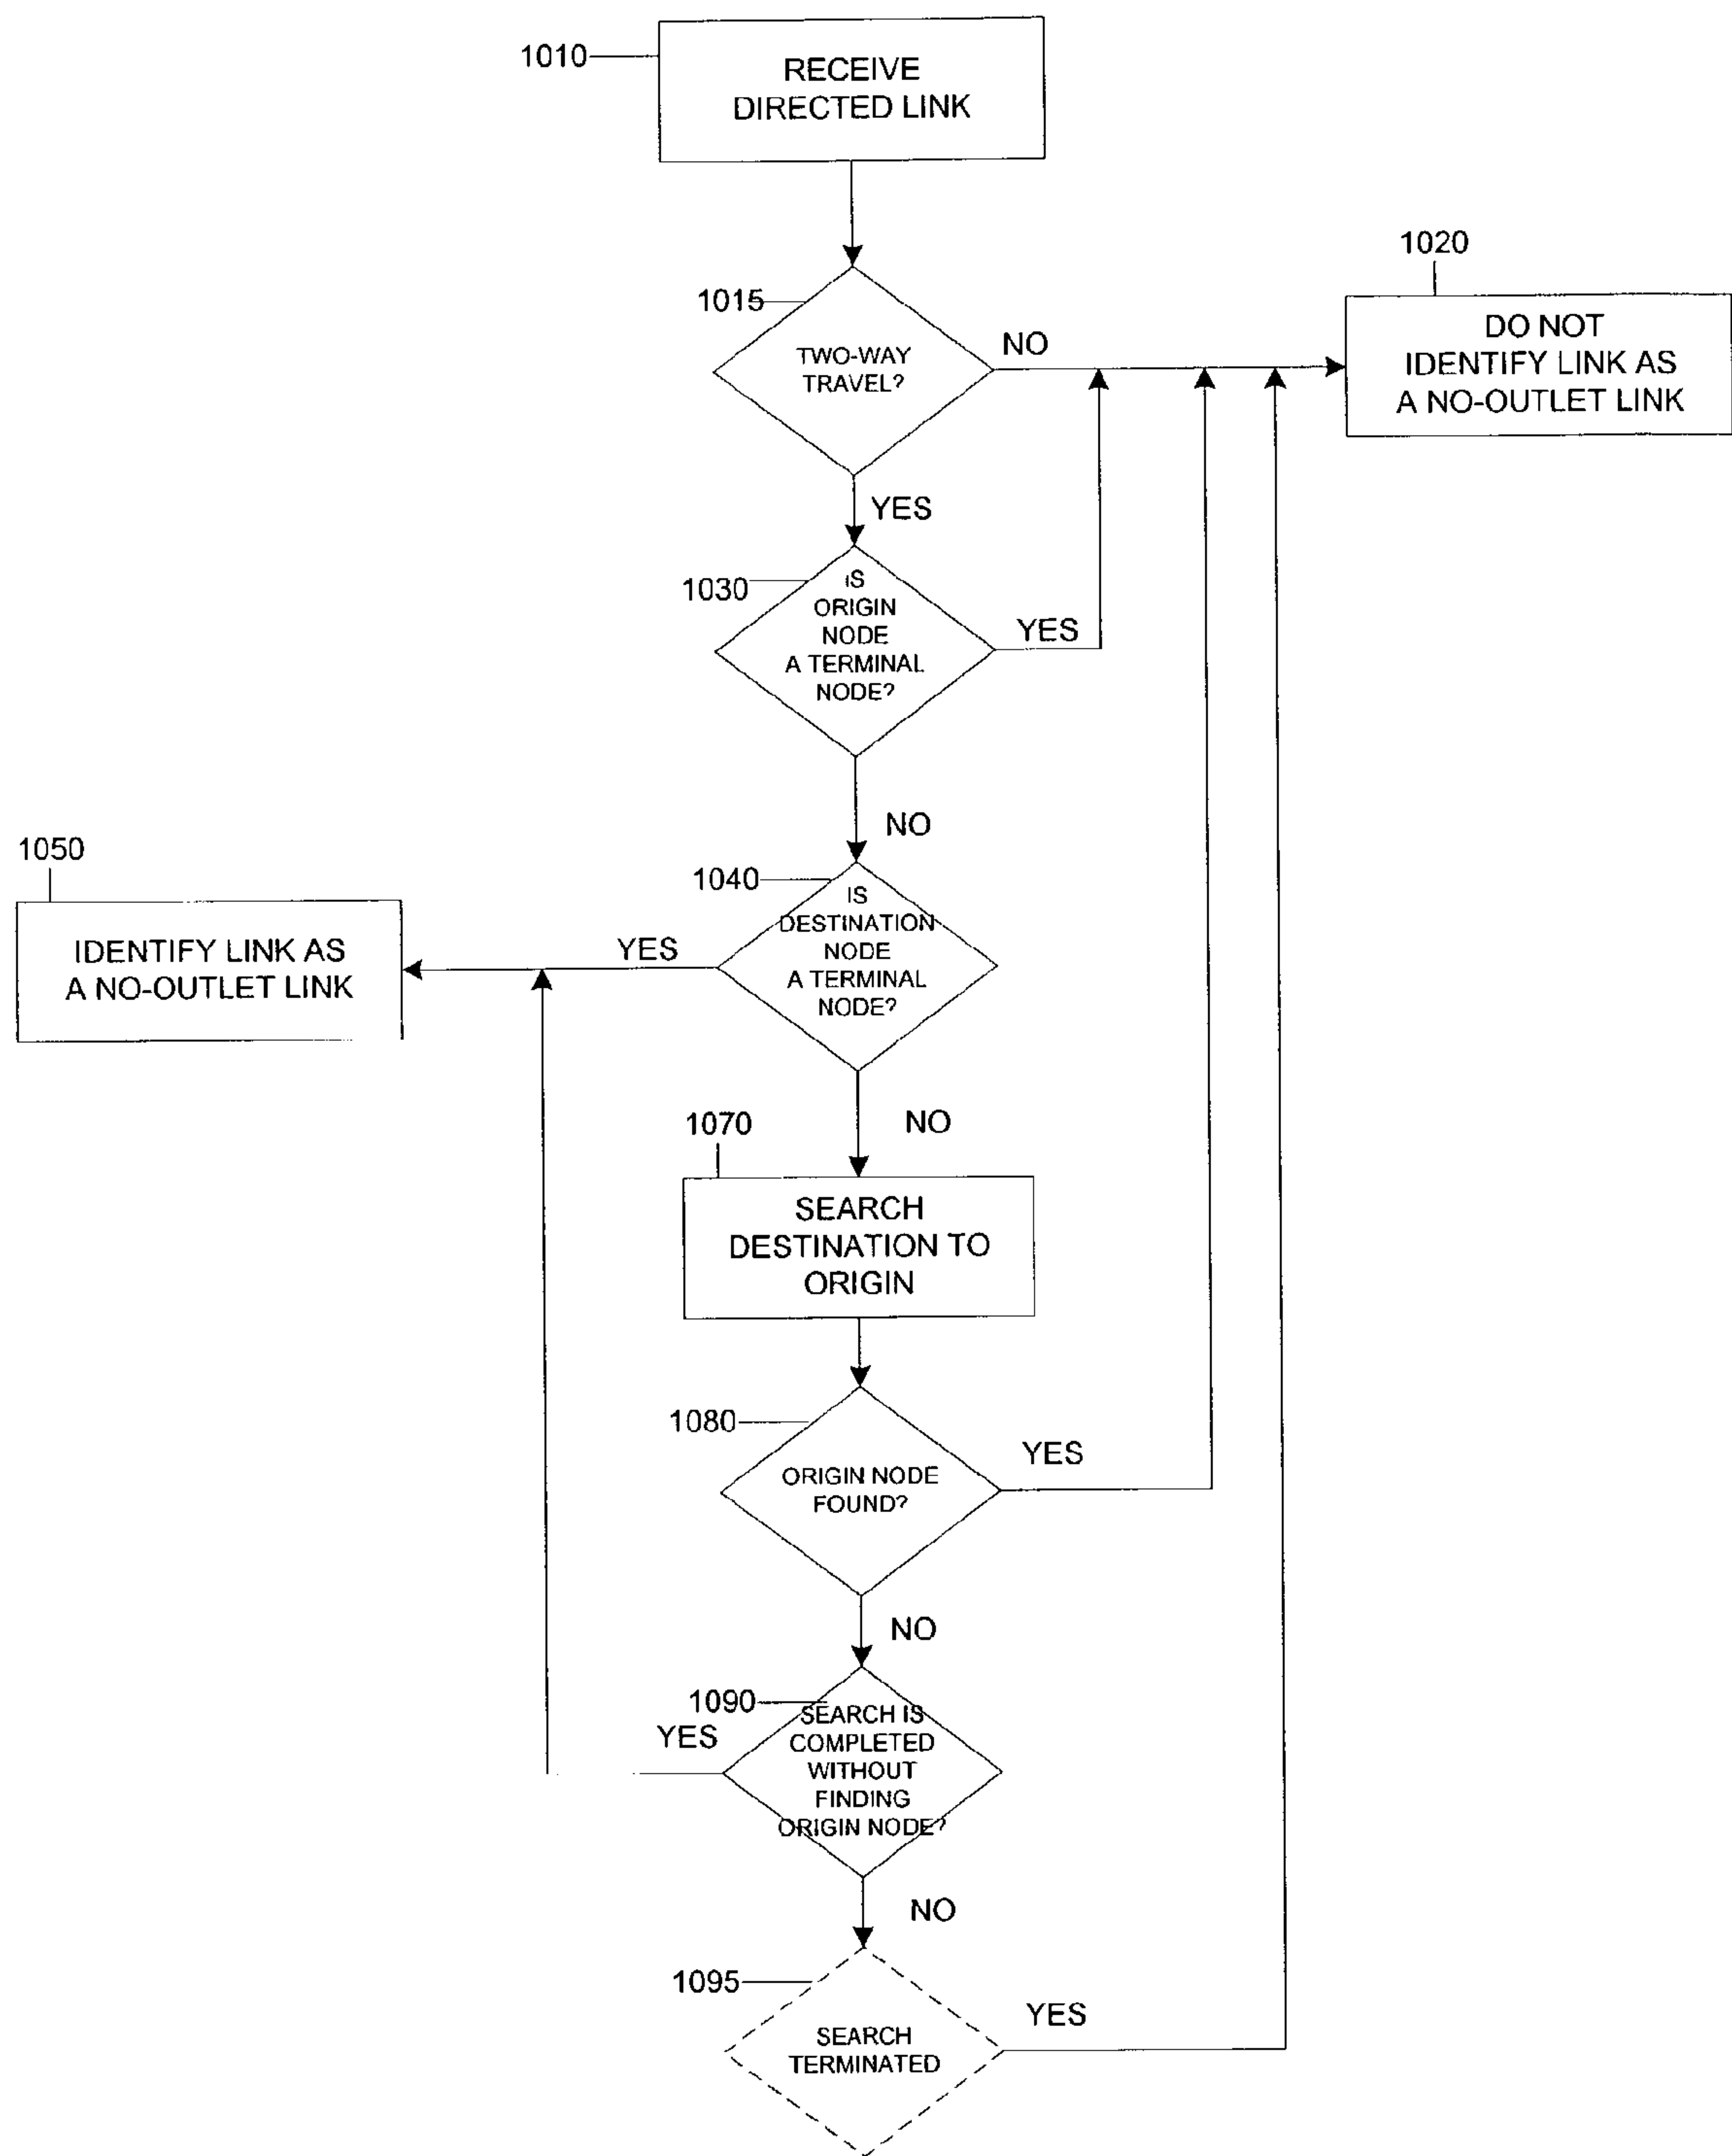 1010
RECEIVE
DIRECTED LINK
1020
DO NOT
IDENTIFY LINK AS
A NO-OUTLET LINK
1015
TWO-WAY
TRAVEL?
NO
YES
1030
IS
ORIGIN
NODE
A TERMINAL
NODE?
YES
NO
1050
IDENTIFY LINK AS
A NO-OUTLET LINK
1040
IS
DESTINATION
NODE
A TERMINAL
NODE?
YES
NO
1070
SEARCH
DESTINATION TO
ORIGIN
1080
ORIGIN NODE
FOUND?
YES
NO
1090
SEARCH IS
COMPLETED
WITHOUT
FINDING
ORIGIN NODE?
YES
NO
1095
SEARCH
TERMINATED
YES